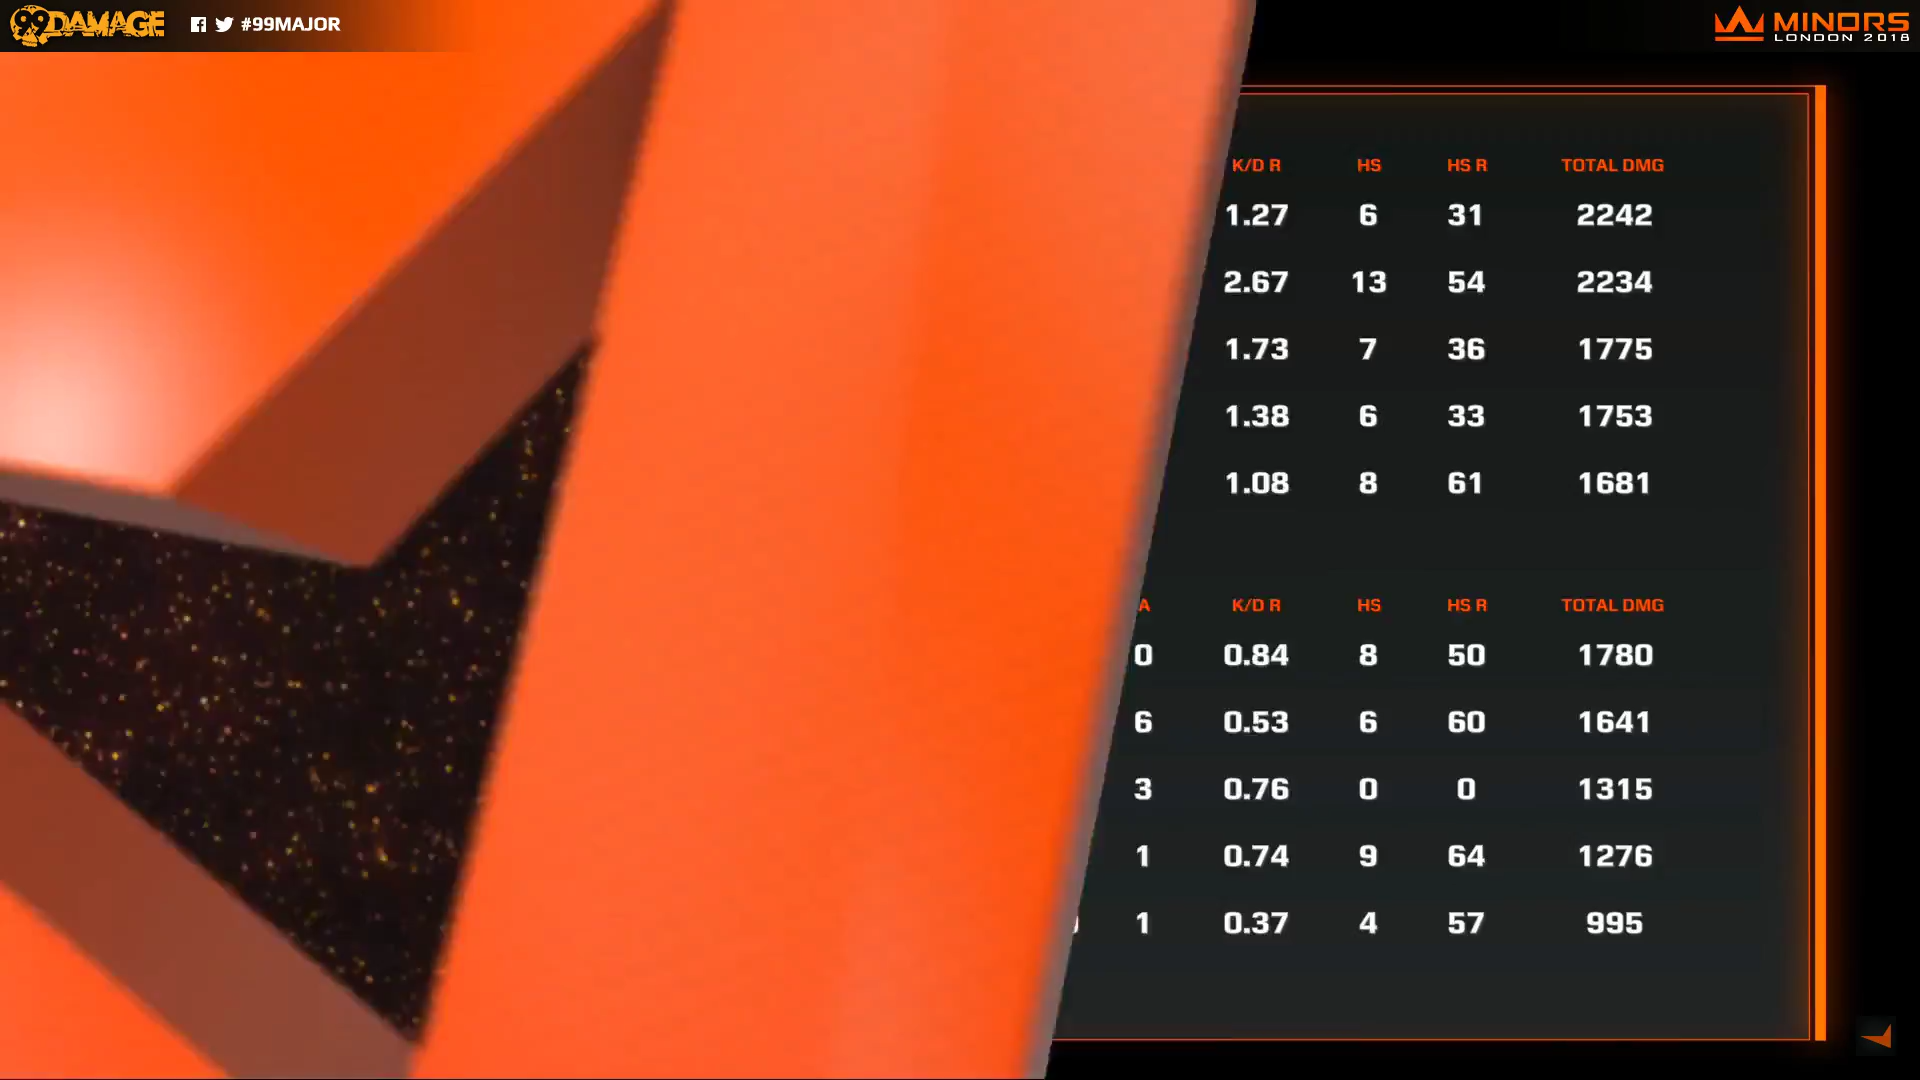 99DAMAGE #99MAJOR MINORS
LONDON 2018
K/D R HS HS R TOTAL DMG
1.27 6 31 2242
2.67 13 54 2234
1.73 7 36 1775
1.38 6 33 1753
1.08 8 61 1681
A K/D R HS HS R TOTAL DMG
0 0.84 8 50 1780
6 0.53 6 60 1641
3 0.76 0 0 1315
1 0.74 9 64 1276
1 0.37 4 57 995